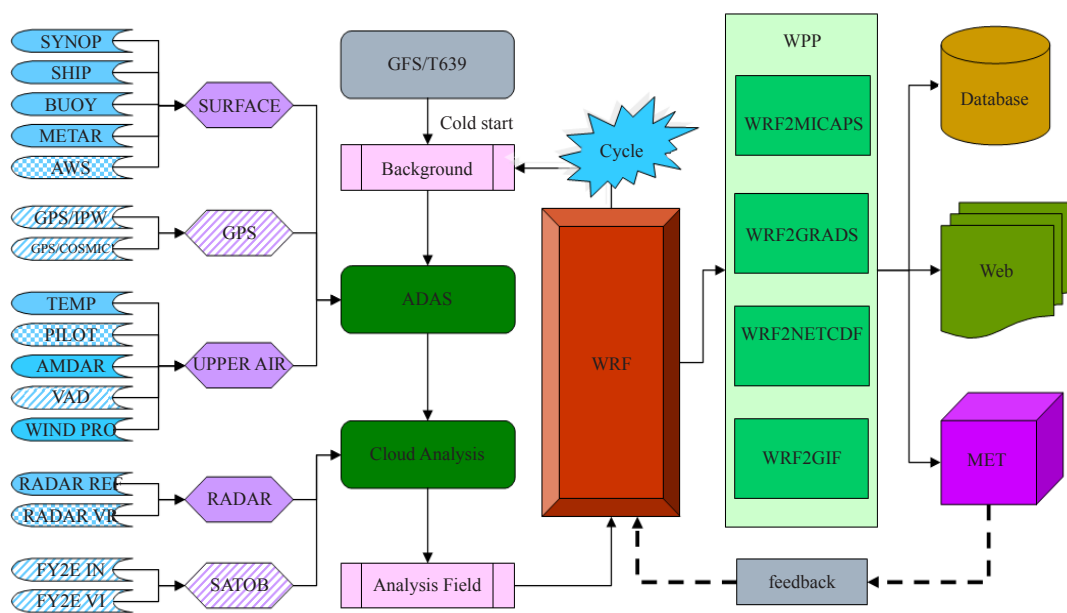 SYNOP
SHIP
BUOY
METAR
AWS
SURFACE
GPS/IPW
GPS/COSMIC
GPS
TEMP
PILOT
AMDAR
VAD
WIND PRO
UPPER AIR
RADAR REF
RADAR VR
RADAR
FY2E IN
FY2E VI
SATOB
GFS/T639
Cold start
Background
ADAS
Cloud Analysis
Analysis Field
Cycle
WRF
WPP
WRF2MICAPS
WRF2GRADS
WRF2NETCDF
WRF2GIF
Database
Web
MET
feedback